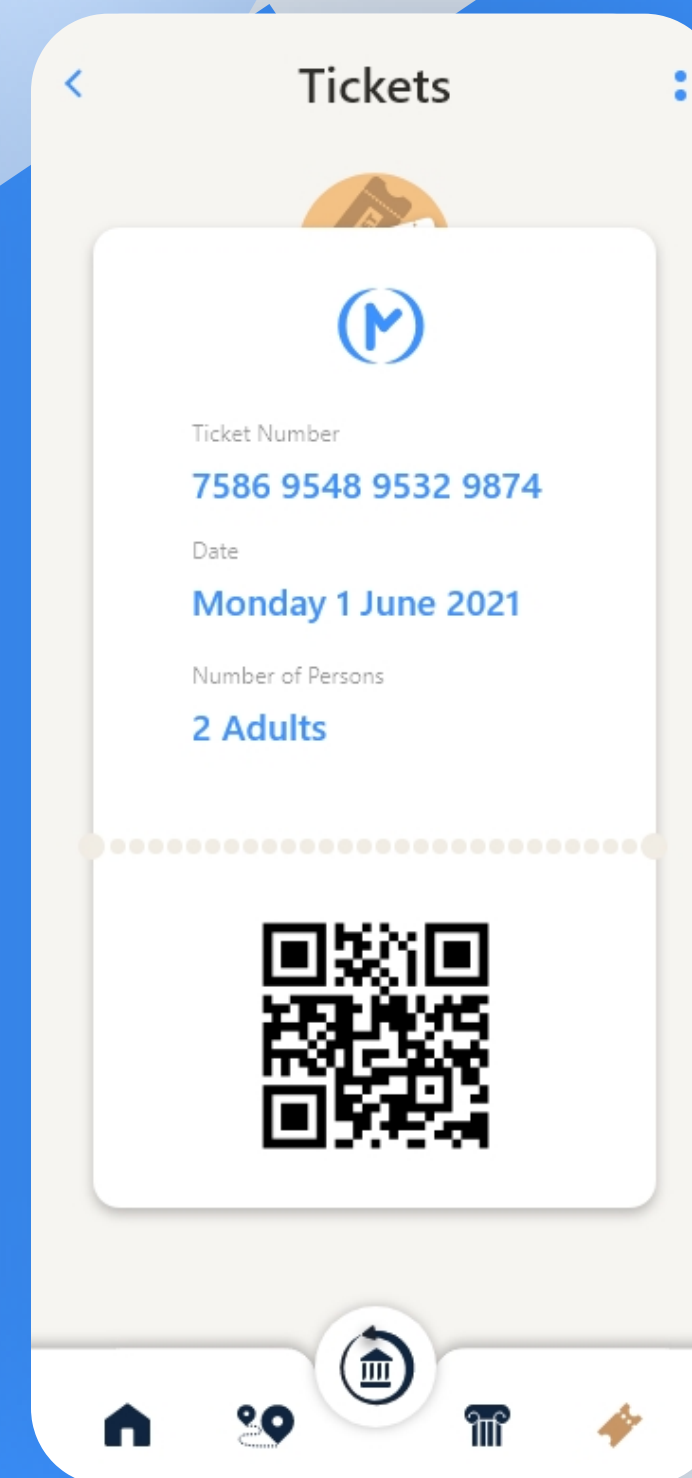 Tickets
Ticket Number
7586 9548 9532 9874
Date
Monday 1 June 2021
Number of Persons
2 Adults